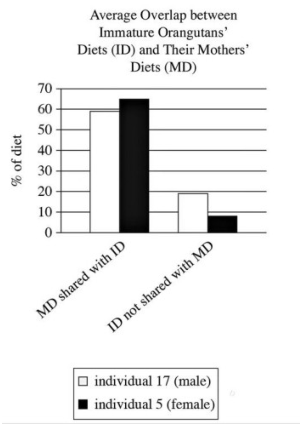 Average Overlap between
Immature Orangutans'
Diets (ID) and Their Mothers'
Diets (MD)
70
60
50
40
30
20
10
0
% of diet
MD shared with ID
ID not shared with MD
individual 17 (male)
individual 5 (female)